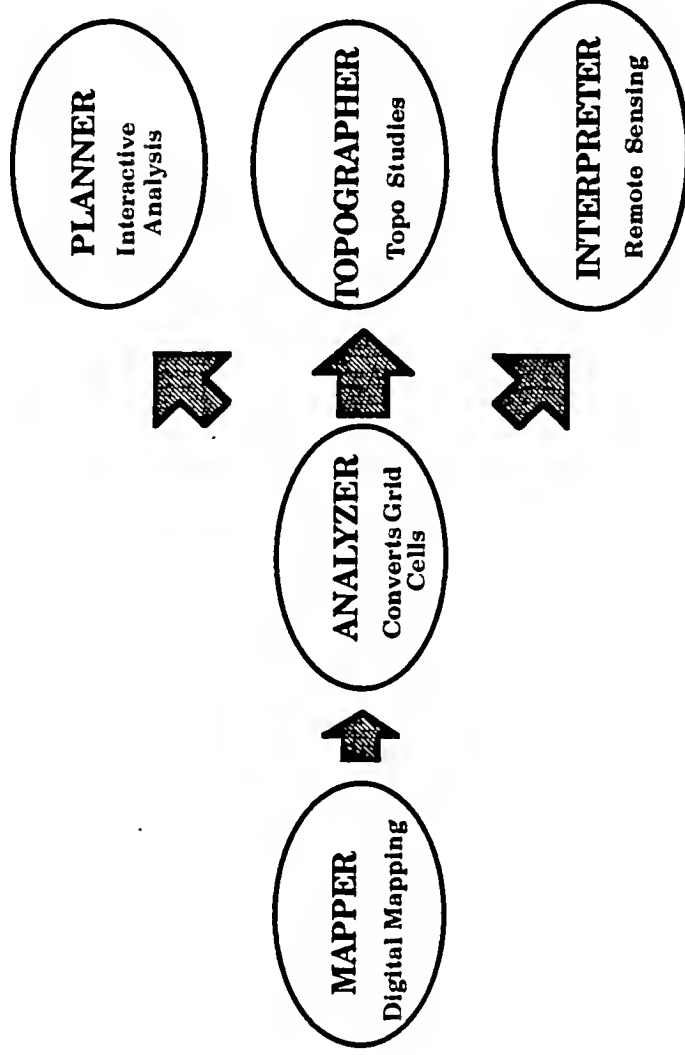 MAPPER
Digital Mapping
ANALYZER
Converts Grid
Cells
PLANNER
Interactive
Analysis
TOPOGRAPHER
Topo Studies
INTERPRETER
Remote Sensing